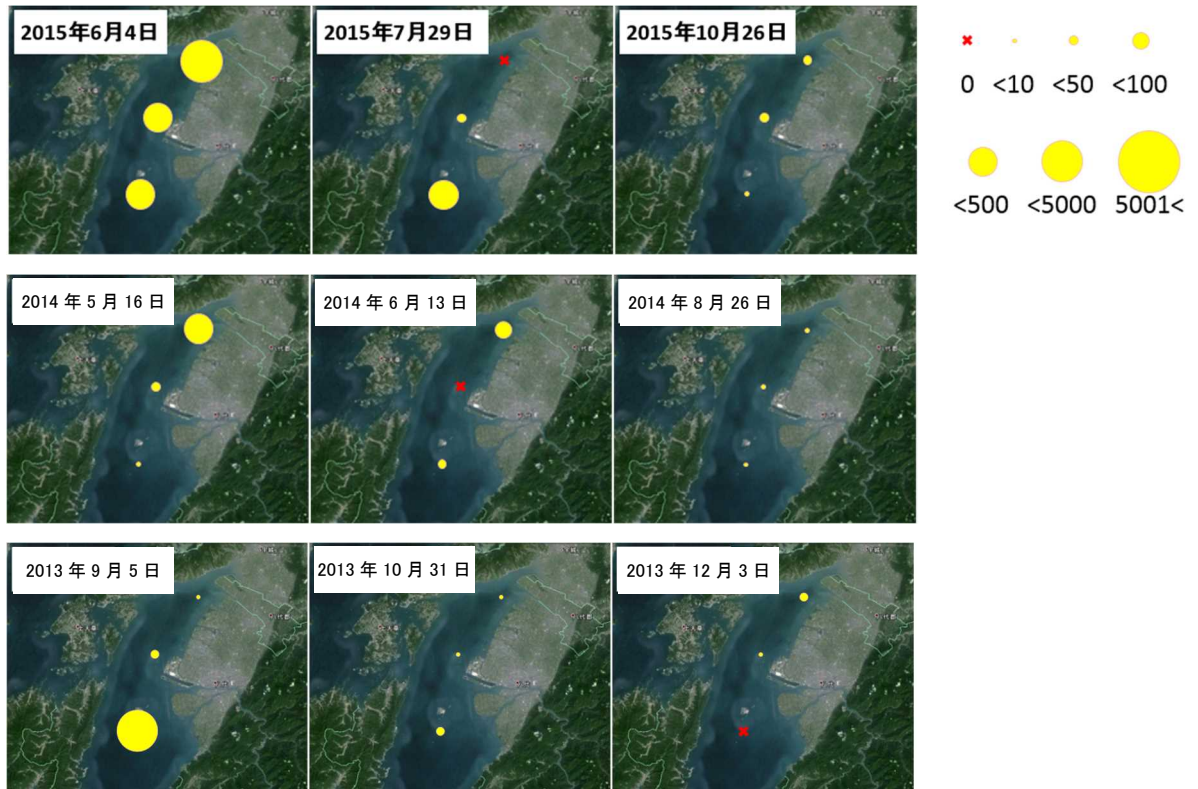 2015年6月4日
2015年7月29日
2015年10月26日
0 <10 <50 <100
<500 <5000 5001<
2014 年 5 月 16 日
2014 年 6 月 13 日
2014 年 8 月 26 日
2013 年 9 月 5 日
2013 年 10 月 31 日
2013 年 12 月 3 日